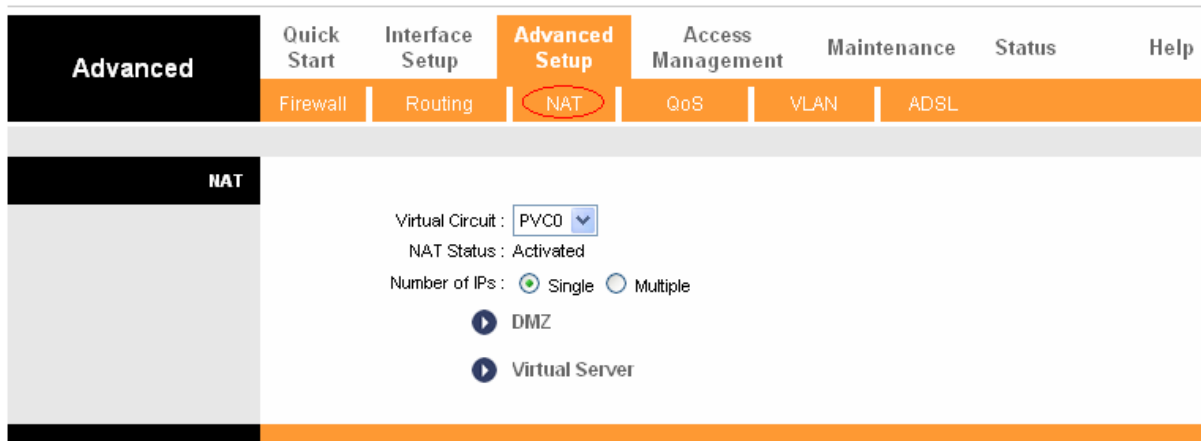 Advanced
Quick Start
Interface Setup
Advanced Setup
Access Management
Maintenance
Status
Help
Firewall
Routing
NAT
QoS
VLAN
ADSL
NAT
Virtual Circuit : PVC0
NAT Status : Activated
Number of IPs : Single Multiple
DMZ
Virtual Server